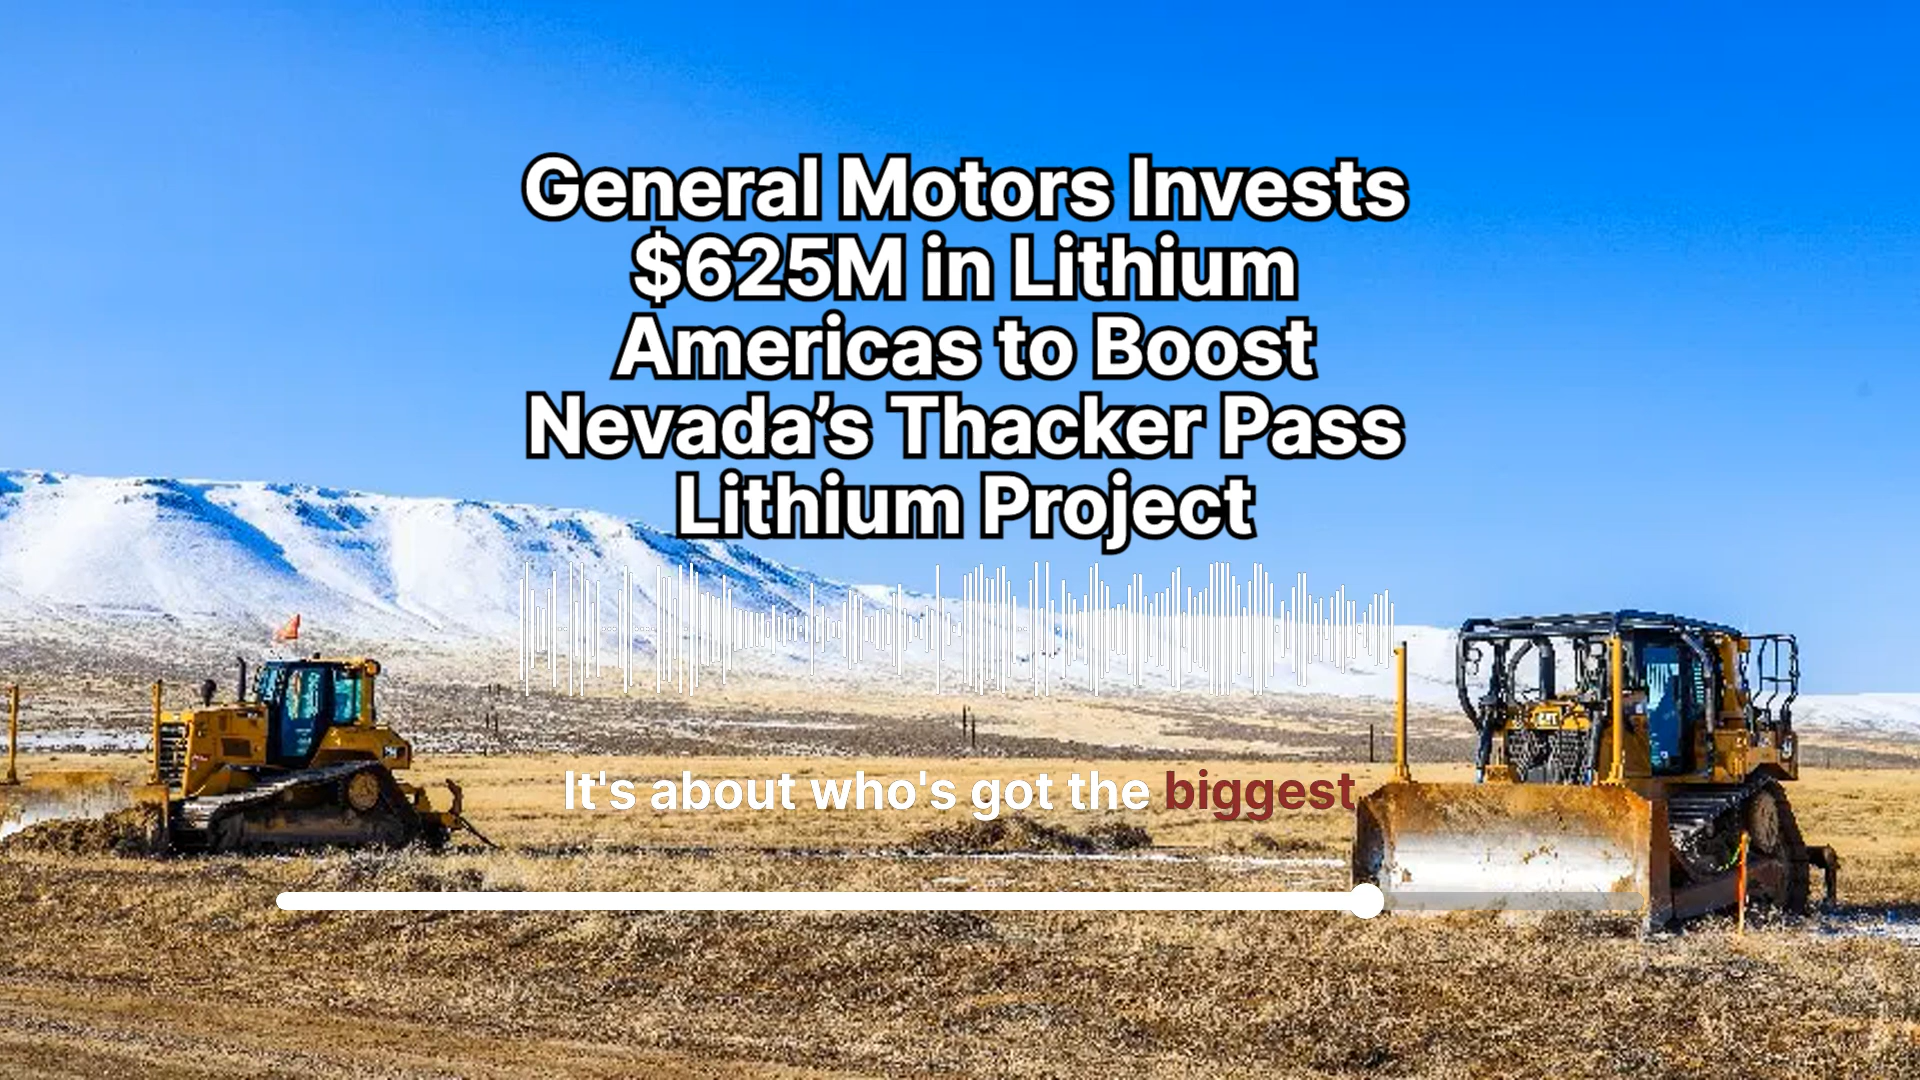 General Motors Invests
$625M in Lithium
Americas to Boost
Nevada’s Thacker Pass
Lithium Project
CAT
It's about who's got the biggest